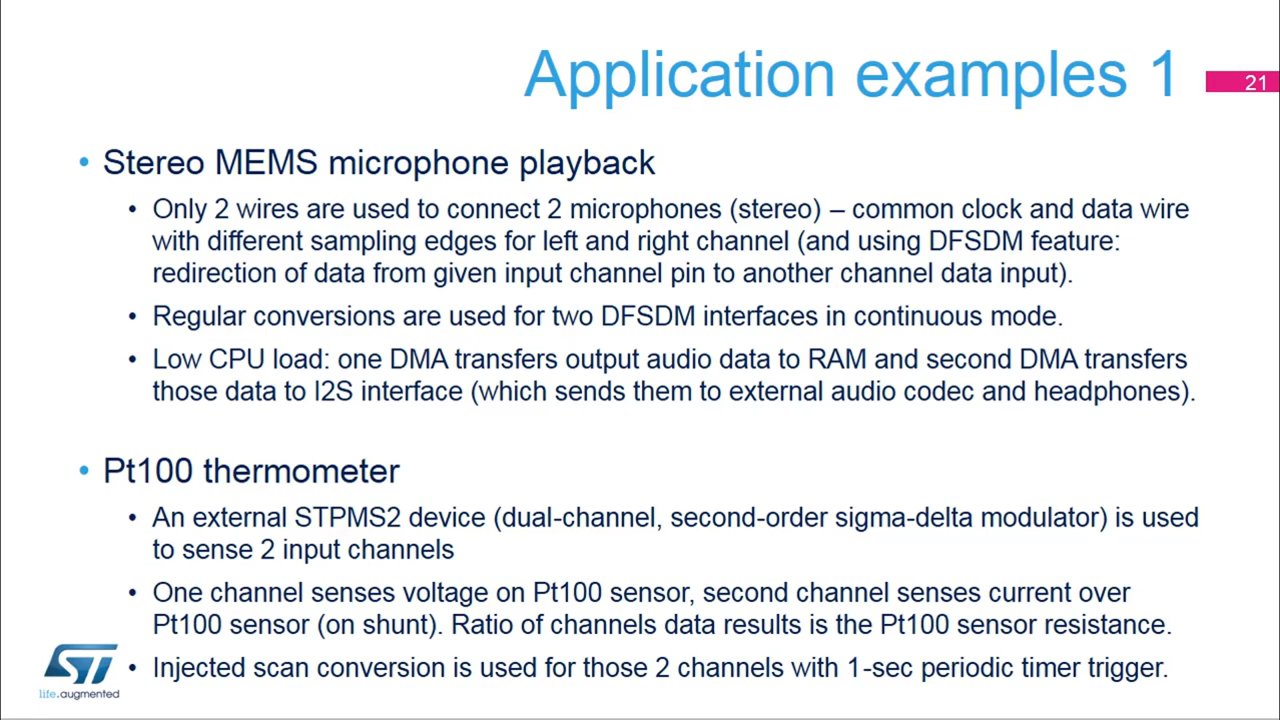 Application examples 1
21
• Stereo MEMS microphone playback
• Only 2 wires are used to connect 2 microphones (stereo) – common clock and data wire
with different sampling edges for left and right channel (and using DFSDM feature:
redirection of data from given input channel pin to another channel data input).
• Regular conversions are used for two DFSDM interfaces in continuous mode.
• Low CPU load: one DMA transfers output audio data to RAM and second DMA transfers
those data to I2S interface (which sends them to external audio codec and headphones).
• Pt100 thermometer
• An external STPMS2 device (dual-channel, second-order sigma-delta modulator) is used
to sense 2 input channels
• One channel senses voltage on Pt100 sensor, second channel senses current over
Pt100 sensor (on shunt). Ratio of channels data results is the Pt100 sensor resistance.
• Injected scan conversion is used for those 2 channels with 1-sec periodic timer trigger.
ST
life.augmented